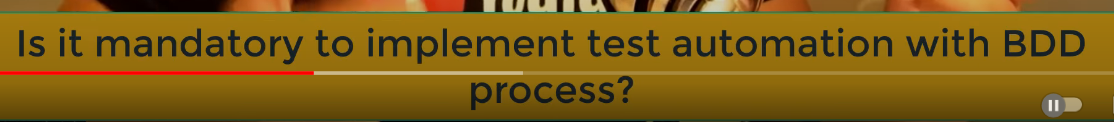 Is it mandatory to implement test automation with BDD
process?